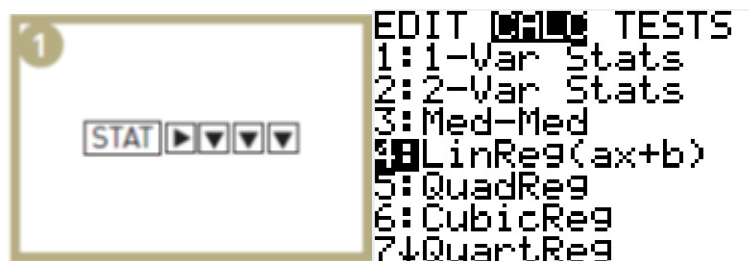 1
STAT ▶ ▼ ▼ ▼
EDIT CALC TESTS
1:1-Var Stats
2:2-Var Stats
3:Med-Med
4:LinReg(ax+b)
5:QuadReg
6:CubicReg
7↓QuartReg